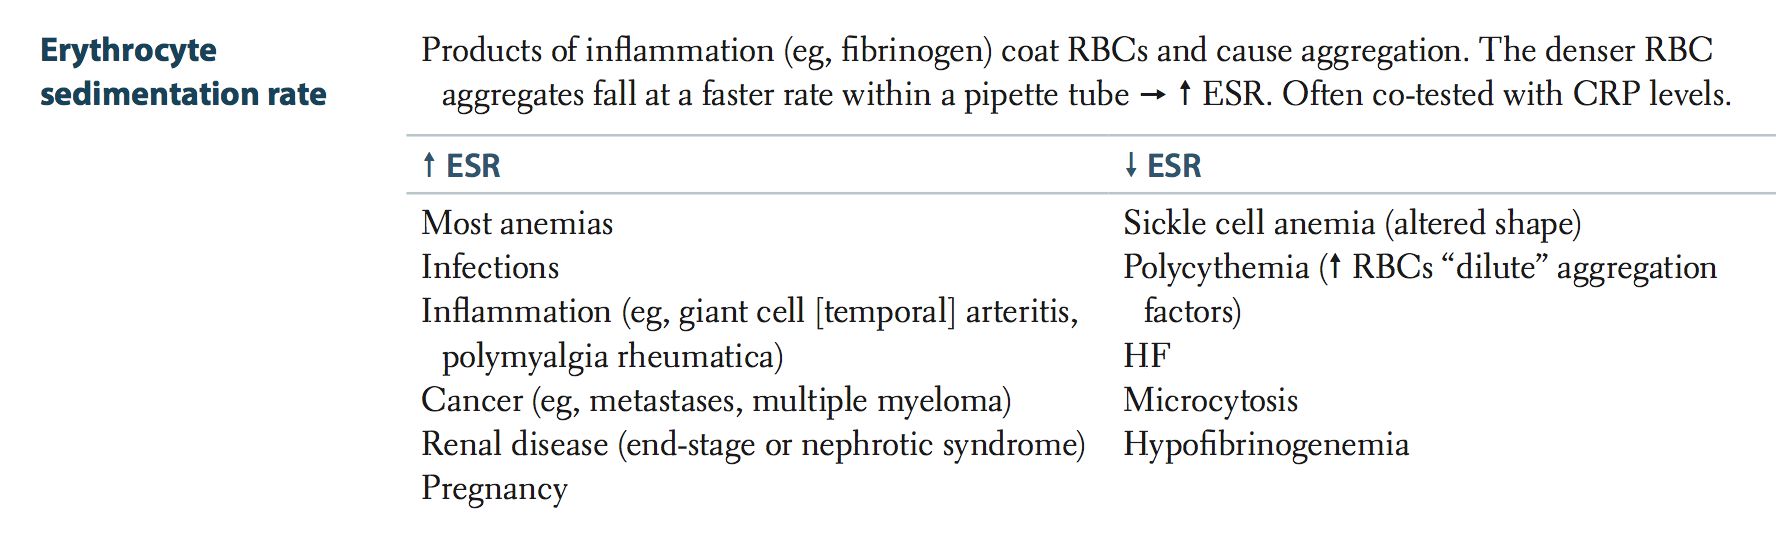 Erythrocyte
sedimentation rate
Products of inflammation (eg, fibrinogen) coat RBCs and cause aggregation. The denser RBC
aggregates fall at a faster rate within a pipette tube → ↑ ESR. Often co-tested with CRP levels.
↑ ESR
Most anemias
Infections
Inflammation (eg, giant cell [temporal] arteritis,
polymyalgia rheumatica)
Cancer (eg, metastases, multiple myeloma)
Renal disease (end-stage or nephrotic syndrome)
Pregnancy
↓ ESR
Sickle cell anemia (altered shape)
Polycythemia (↑ RBCs “dilute” aggregation
factors)
HF
Microcytosis
Hypofibrinogenemia